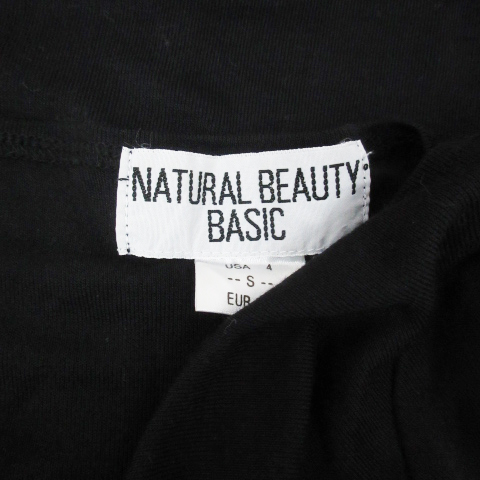 NATURAL BEAUTY
BASIC
USA 4
-- S --
EUR